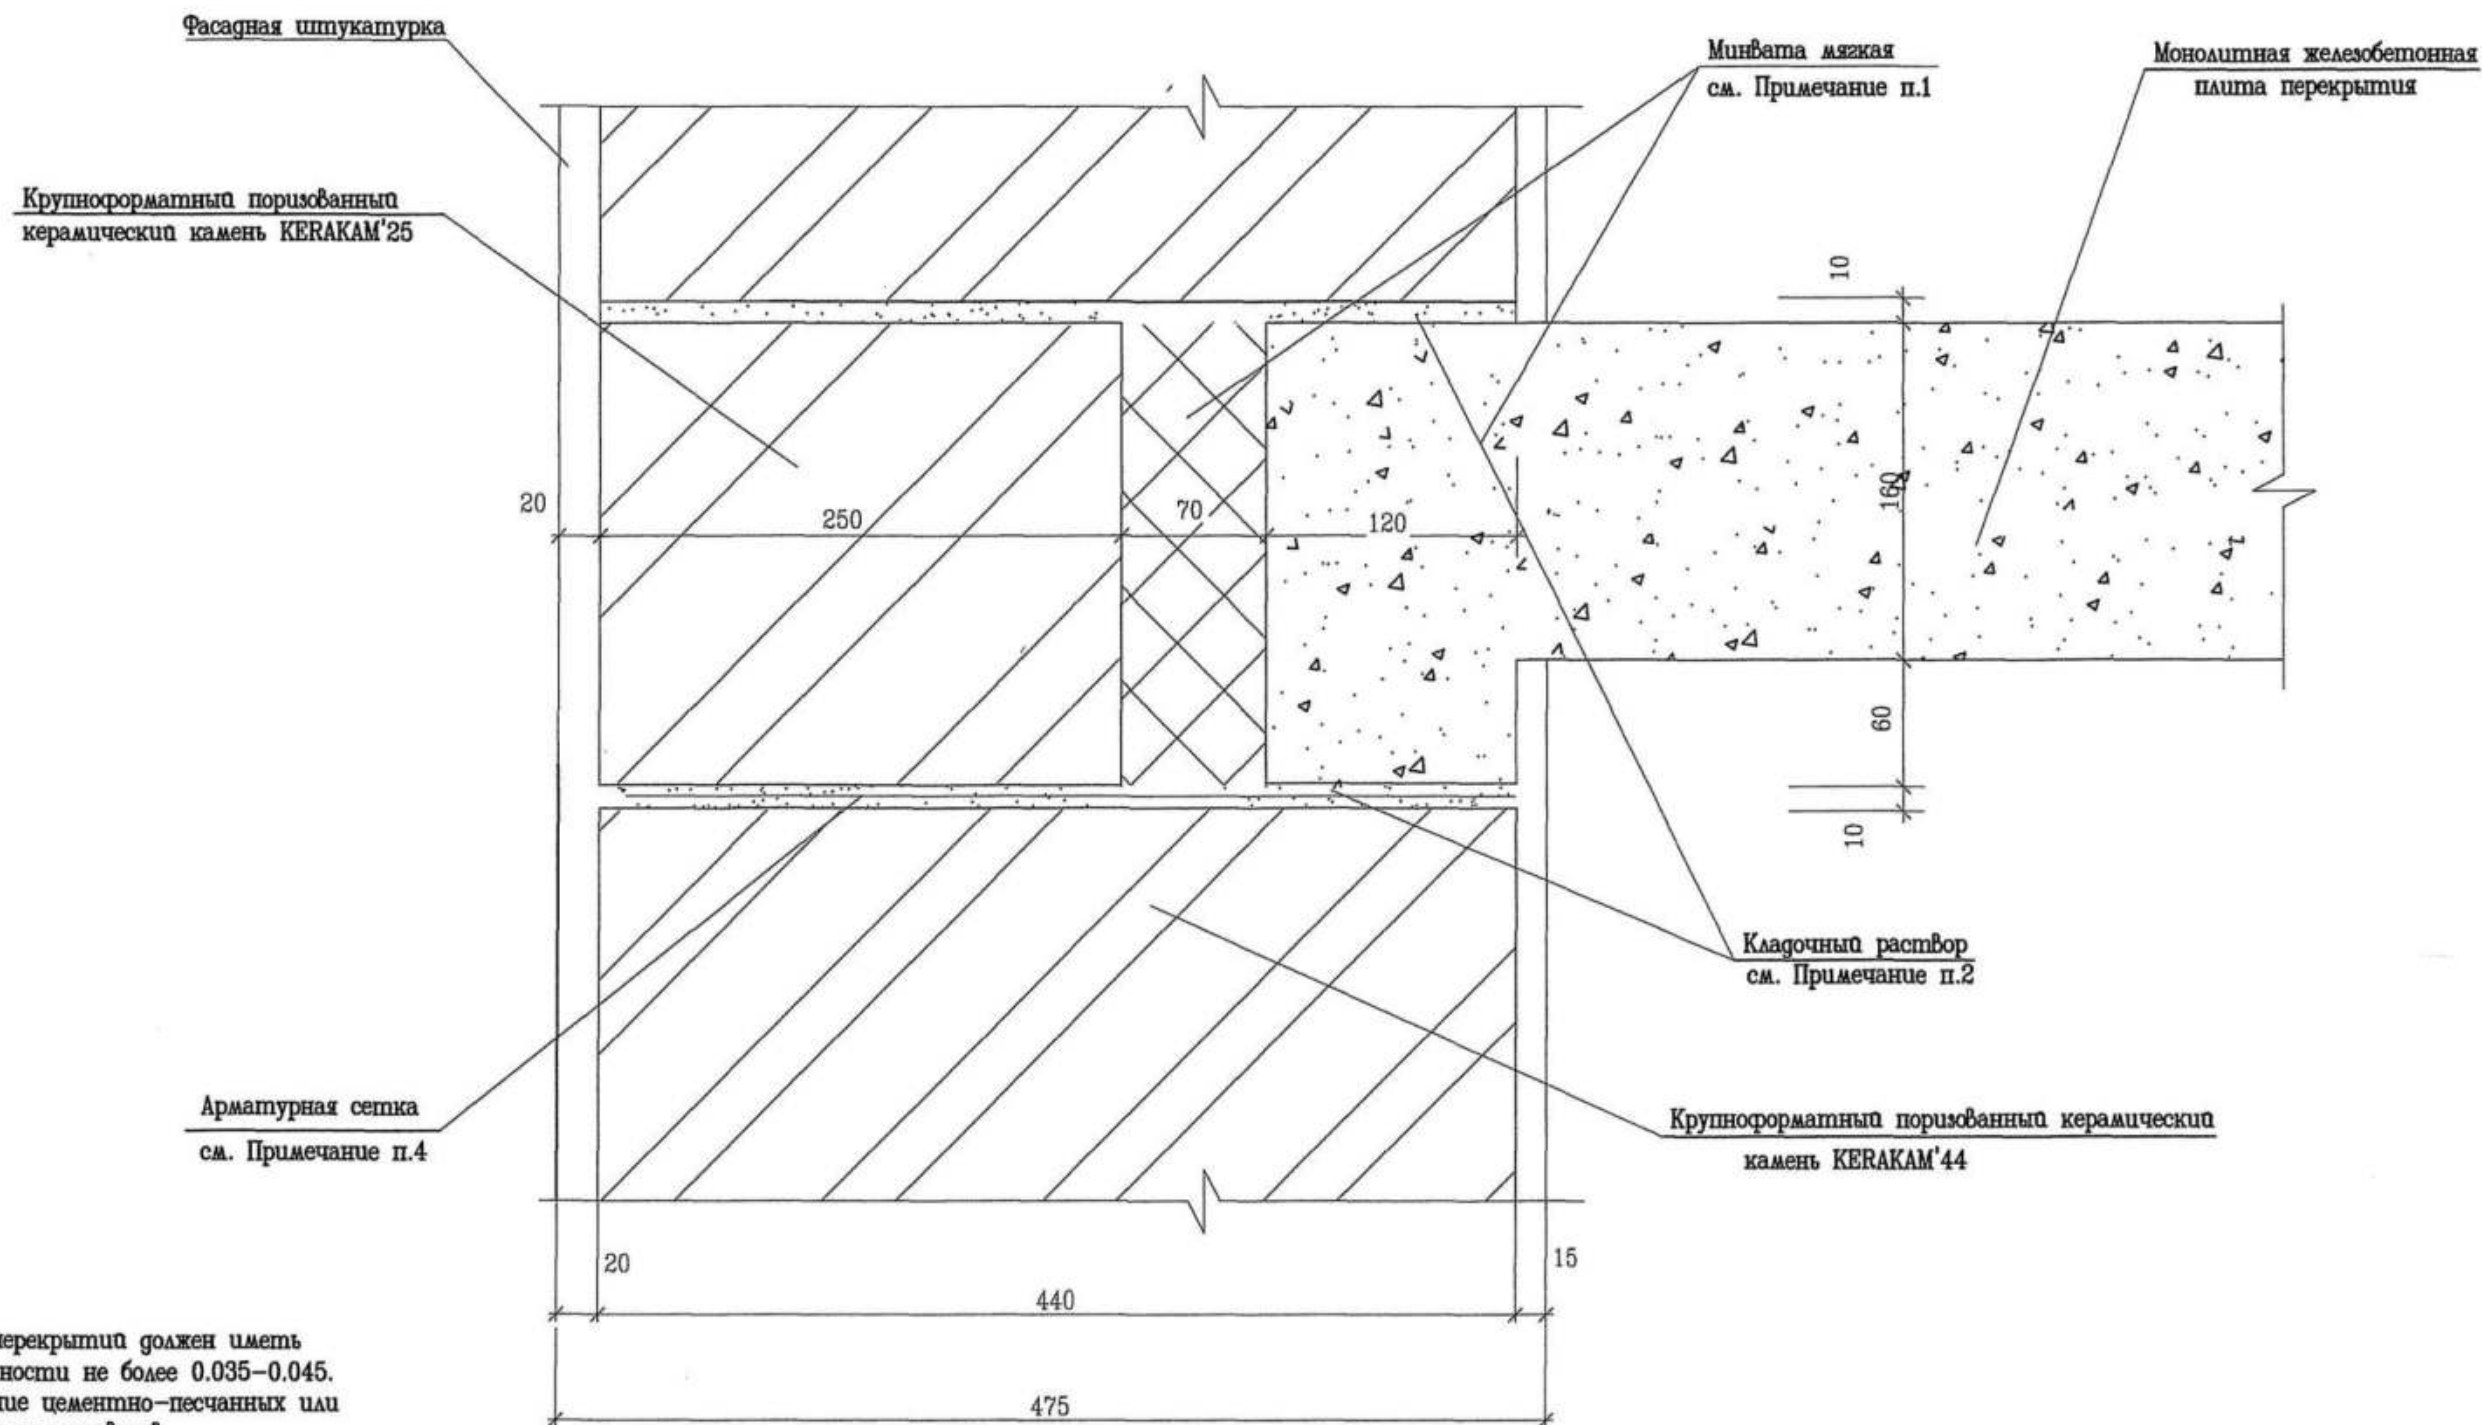 Фасадная штукатурка
Минвата мягкая
см. Примечание п.1
Монолитная железобетонная
плита перекрытия
Крупноформатный поризованный
керамический камень KERAKAM'25
10
20
250
70
120
160
60
10
Кладочный раствор
см. Примечание п.2
Арматурная сетка
см. Примечание п.4
Крупноформатный поризованный керамический
камень KERAKAM'44
20
15
440
475
перекрытий должен иметь
ности не более 0.035-0.045.
ние цементно-песчанных или